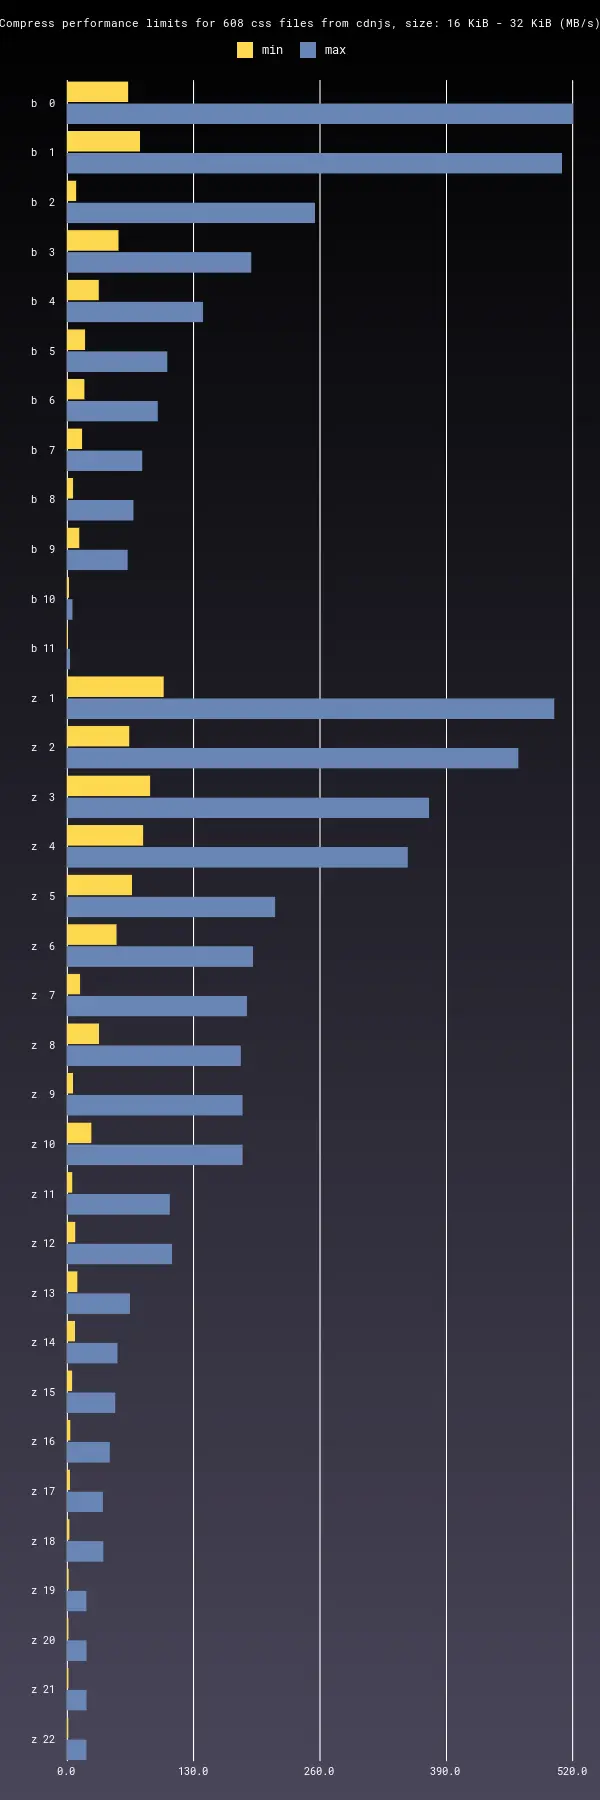 Compress performance limits for 608 css files from cdnjs, size: 16 KiB - 32 KiB (MB/s)
min max
b 0
b 1
b 2
b 3
b 4
b 5
b 6
b 7
b 8
b 9
b 10
b 11
z 1
z 2
z 3
z 4
z 5
z 6
z 7
z 8
z 9
z 10
z 11
z 12
z 13
z 14
z 15
z 16
z 17
z 18
z 19
z 20
z 21
z 22
0.0 130.0 260.0 390.0 520.0